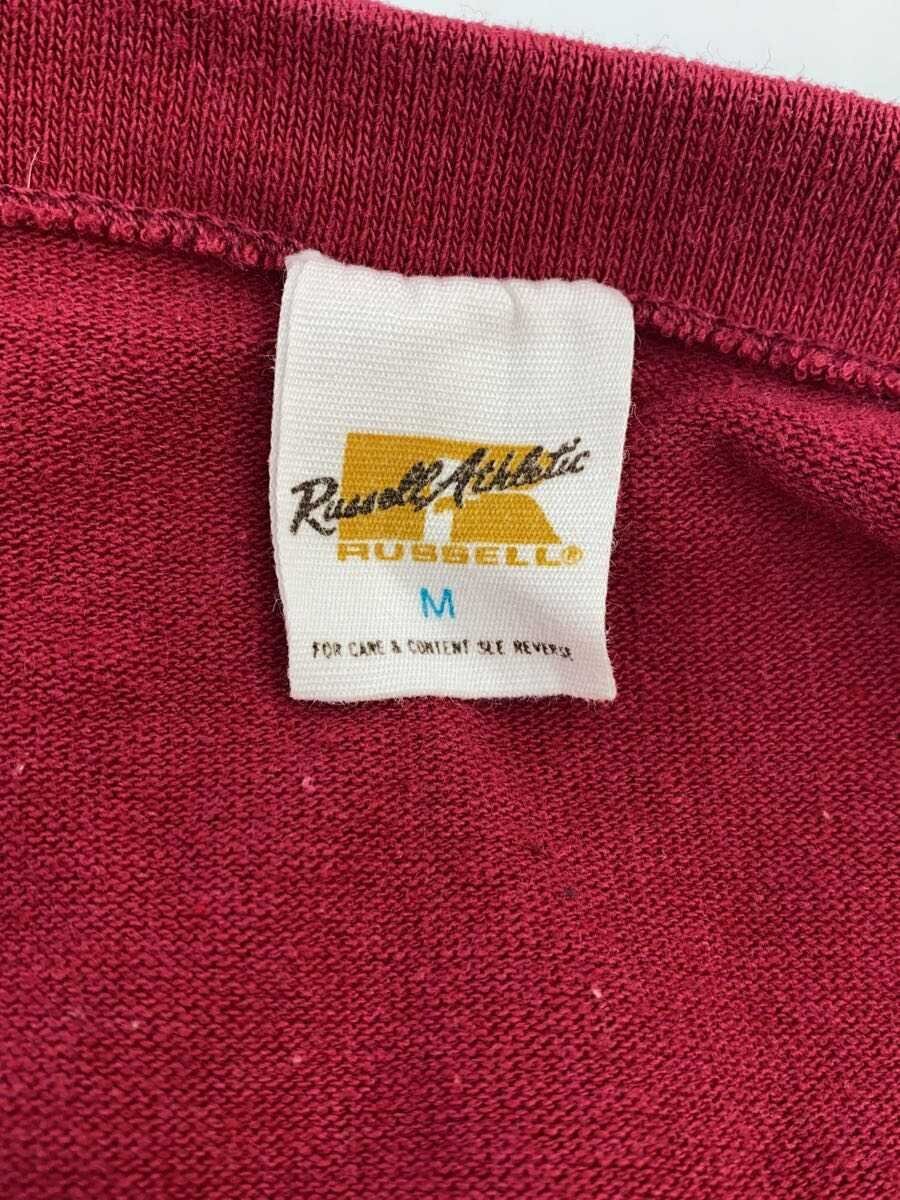 Russell Athletic
RUSSELL®
M
FOR CARE & CONTENT SEE REVERSE